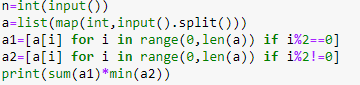 n=int(input())
a=list(map(int,input().split()))
a1=[a[i] for i in range(0,len(a)) if i%2==0]
a2=[a[i] for i in range(0,len(a)) if i%2!=0]
print(sum(a1)*min(a2))